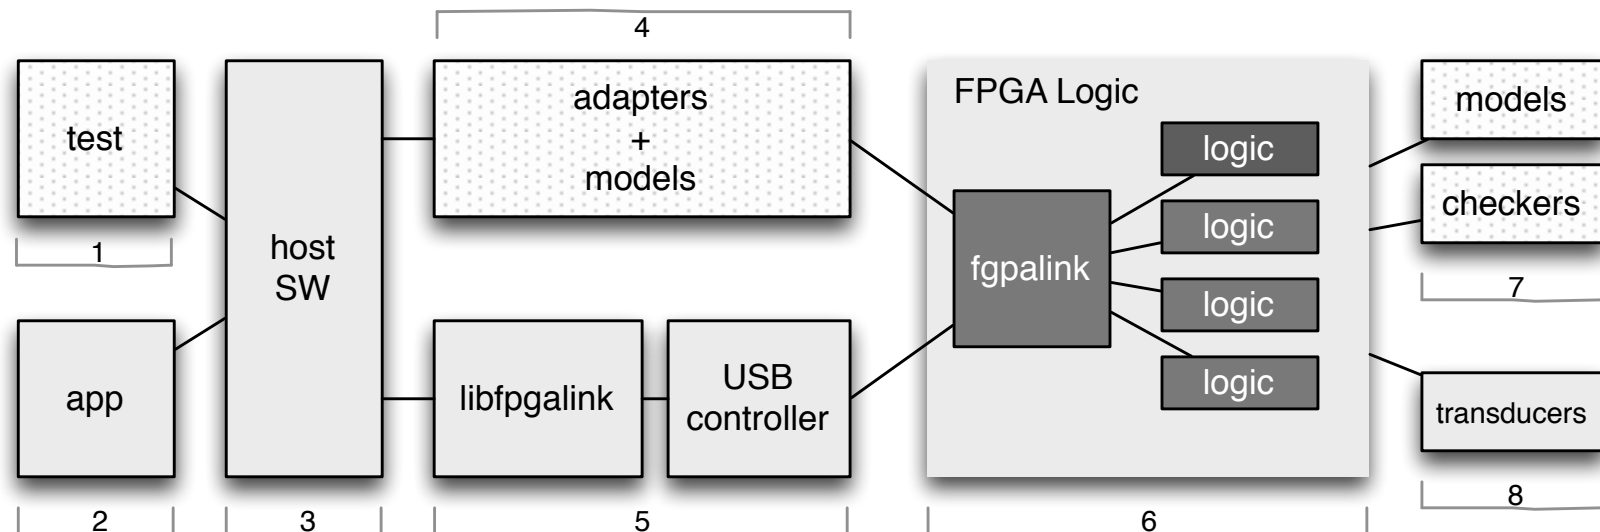 4
test
1
app
2
host
SW
3
adapters
+
models
libfpgalink
USB
controller
5
FPGA Logic
fgpalink
logic
logic
logic
logic
6
models
checkers
7
transducers
8